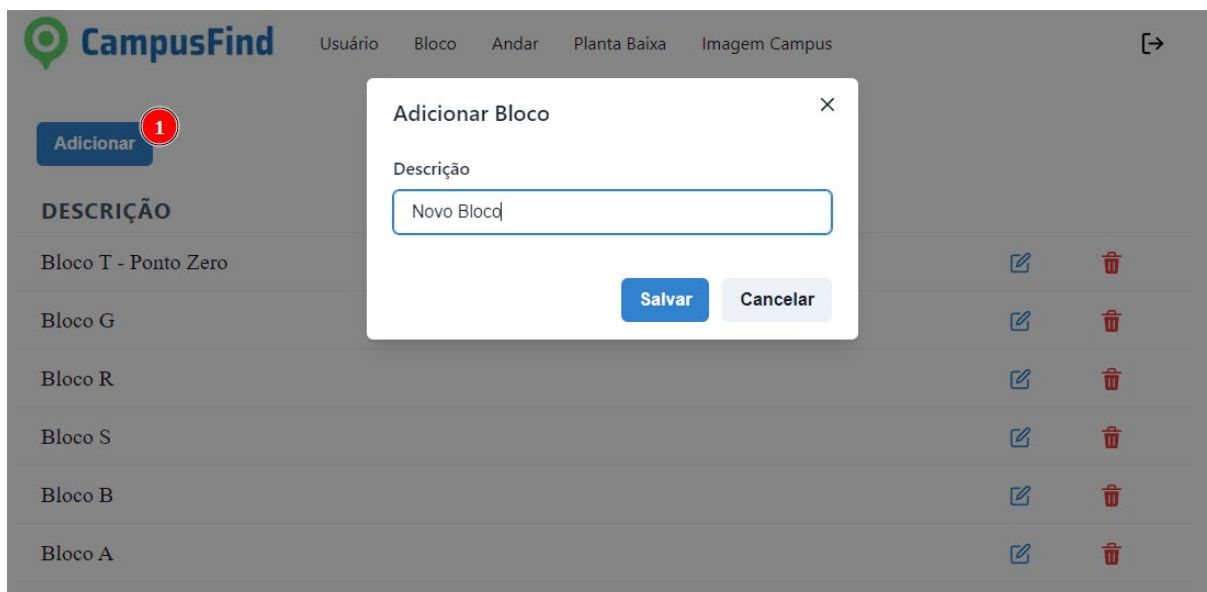 CampusFind Usuário Bloco Andar Planta Baixa Imagem Campus
Adicionar Bloco
1
Adicionar
Descrição
DESCRIÇÃO
Novo Bloco
Bloco T - Ponto Zero
Salvar Cancelar
Bloco G
Bloco R
Bloco S
Bloco B
Bloco A